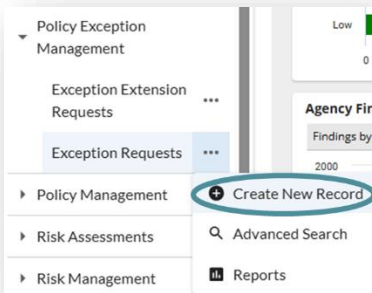 Policy Exception
Management
Exception Extension
Requests
Exception Requests
Policy Management
Risk Assessments
Risk Management
Create New Record
Advanced Search
Reports
Low
0
Agency Fin
Findings by
2000